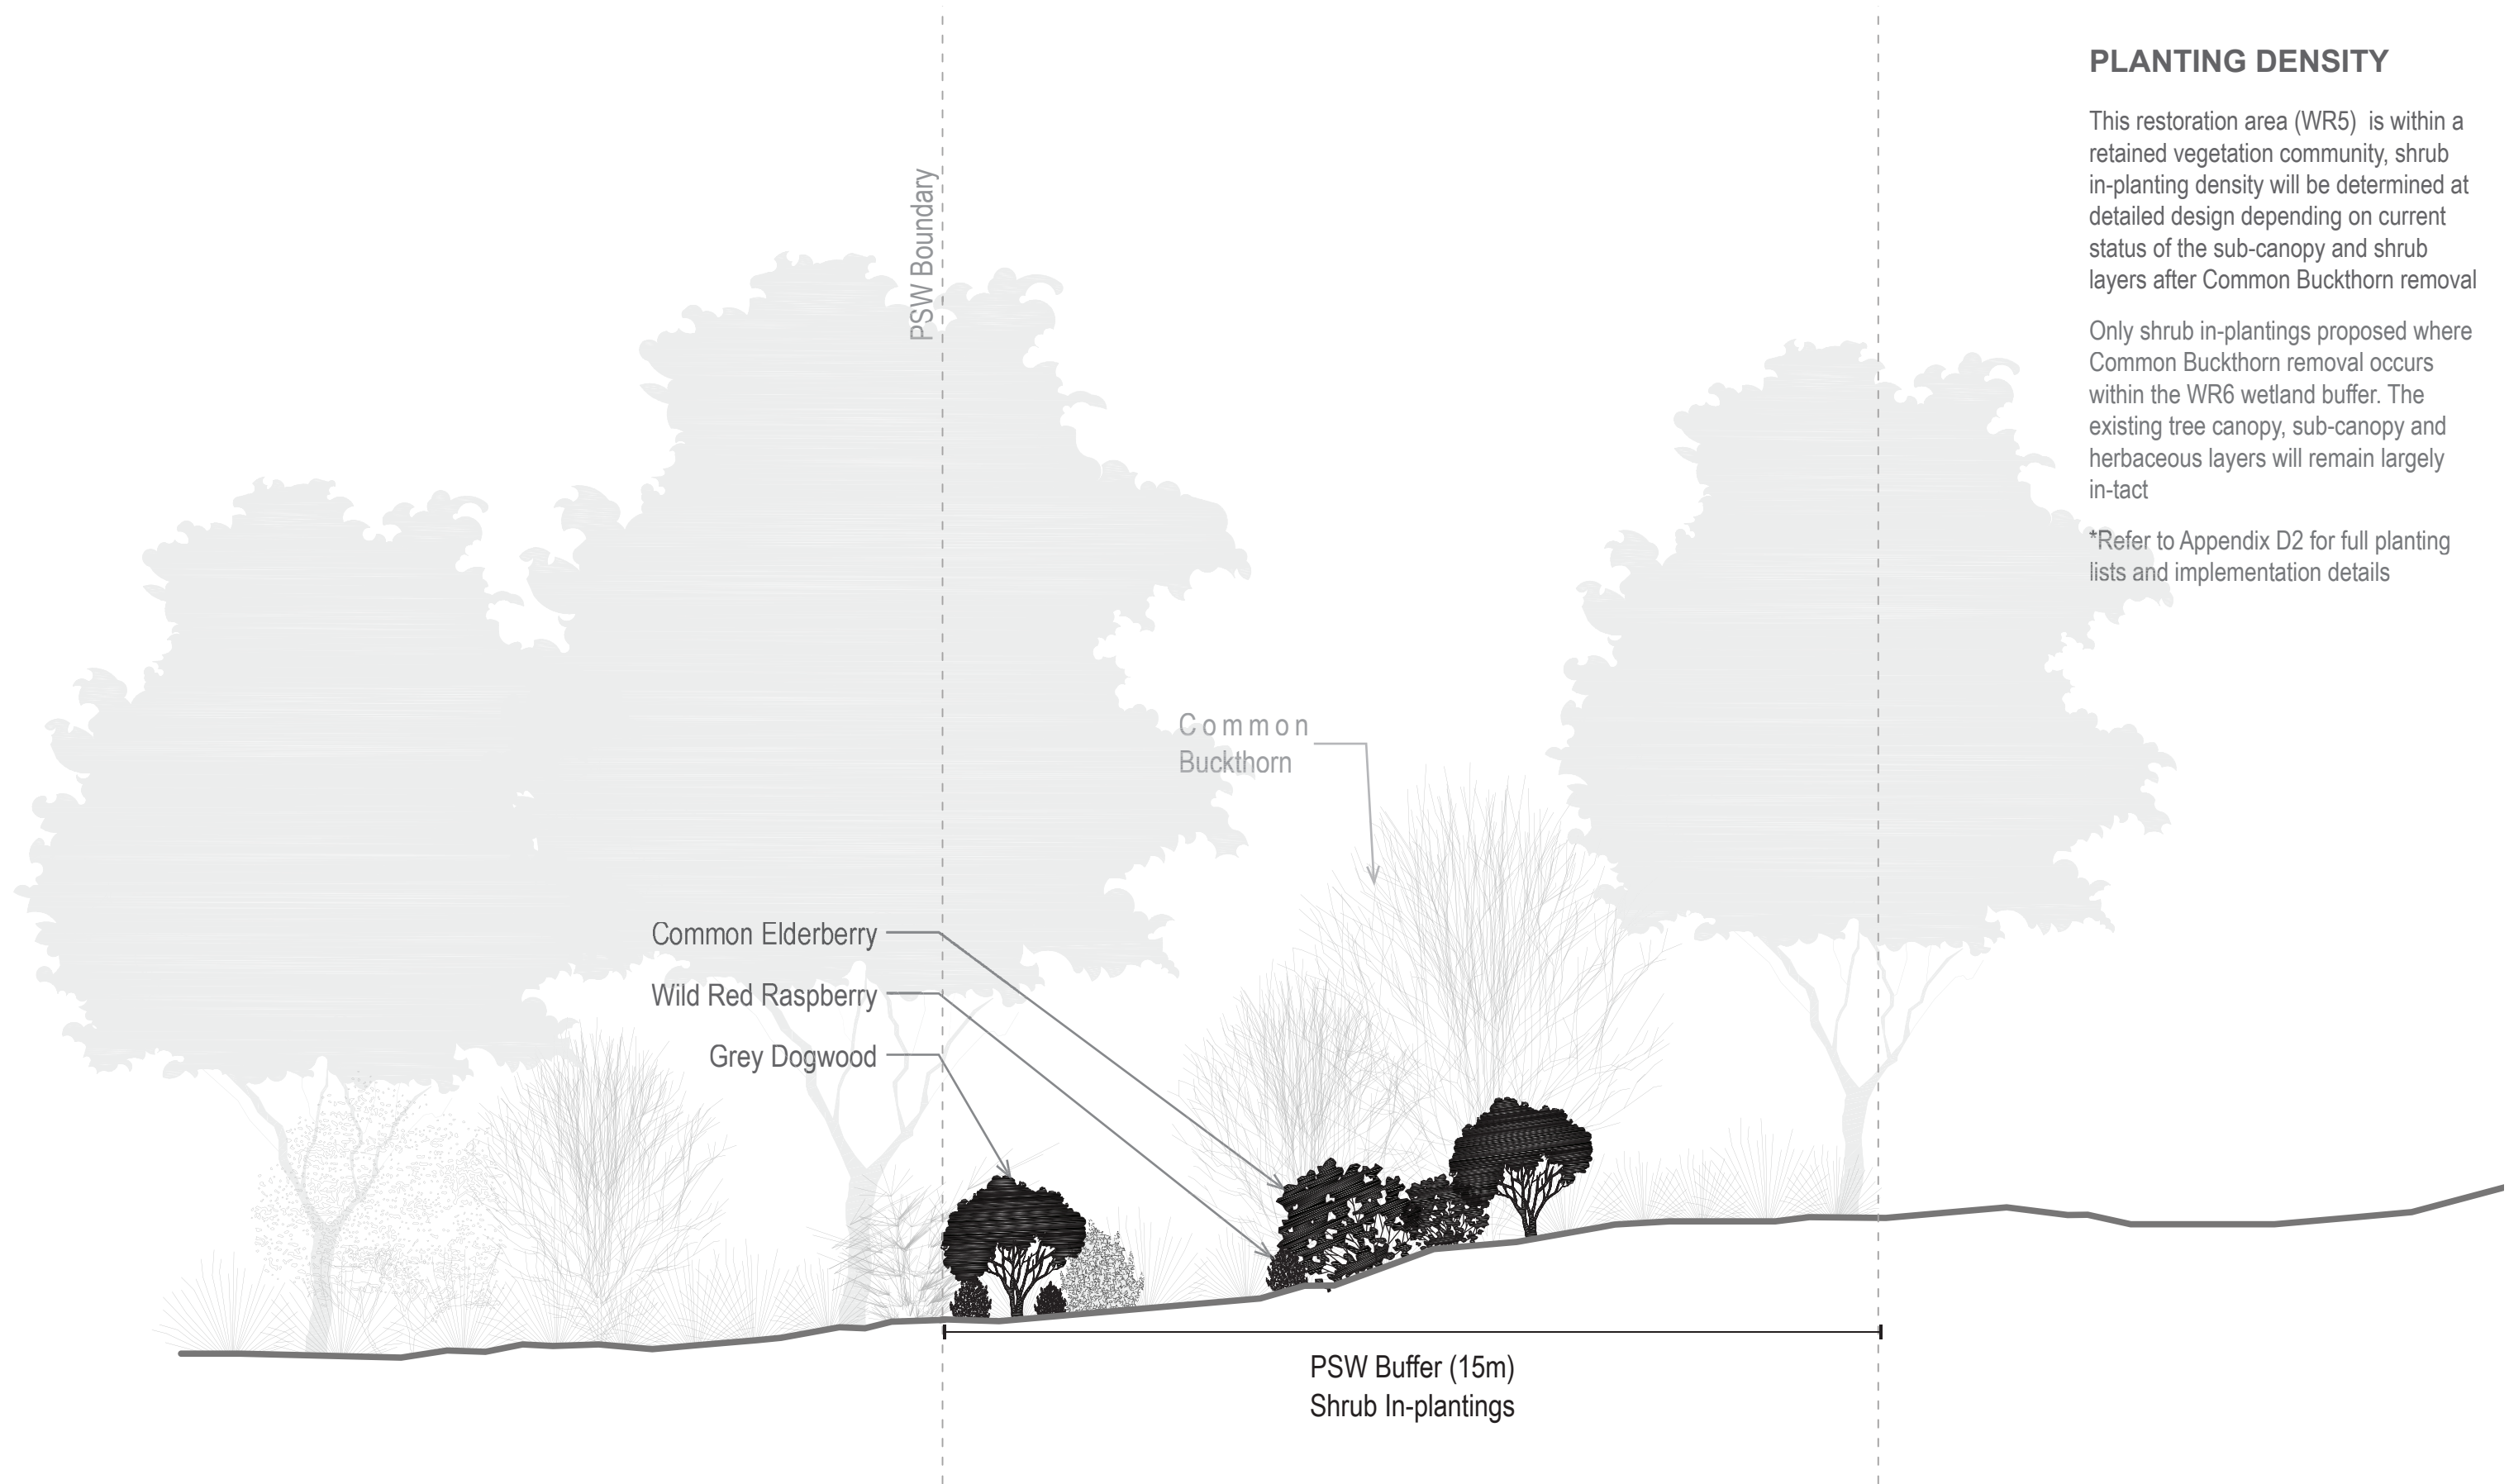 PLANTING DENSITY
This restoration area (WR5)  is within a
retained vegetation community, shrub
in-planting density will be determined at
detailed design depending on current
status of the sub-canopy and shrub
layers after Common Buckthorn removal
Only shrub in-plantings proposed where
Common Buckthorn removal occurs
within the WR6 wetland buffer. The
existing tree canopy, sub-canopy and
herbaceous layers will remain largely
in-tact
*Refer to Appendix D2 for full planting
lists and implementation details
PSW Boundary
Common
Buckthorn
Common Elderberry
Wild Red Raspberry
Grey Dogwood
PSW Buffer (15m)
Shrub In-plantings